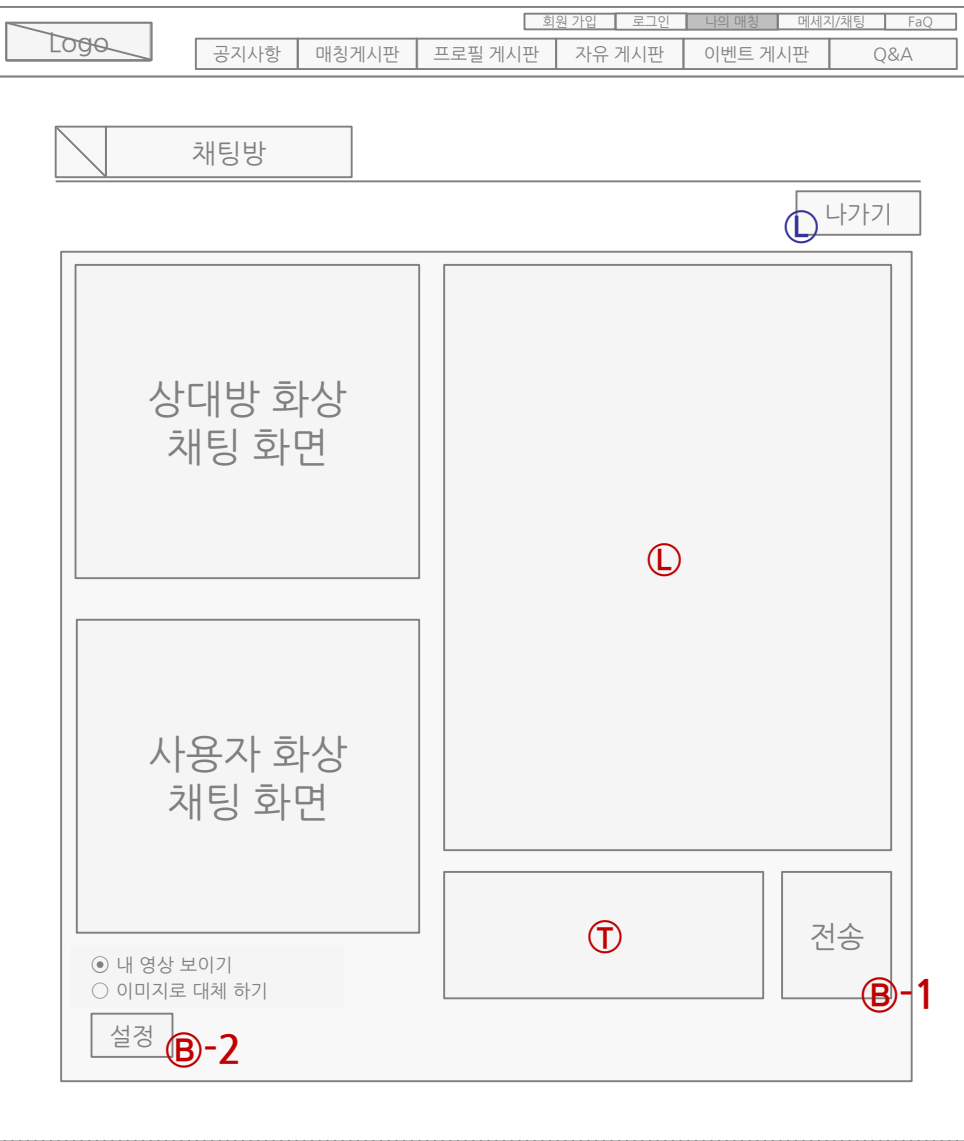 Logo
회원 가입 로그인 나의 매칭 메세지/채팅 FaQ
공지사항 매칭게시판 프로필 게시판 자유 게시판 이벤트 게시판 Q&A
채팅방
Ⓛ 나가기
상대방 화상
채팅 화면
Ⓛ
사용자 화상
채팅 화면
Ⓣ
전송
Ⓑ-1
내 영상 보이기
이미지로 대체 하기
설정
Ⓑ-2